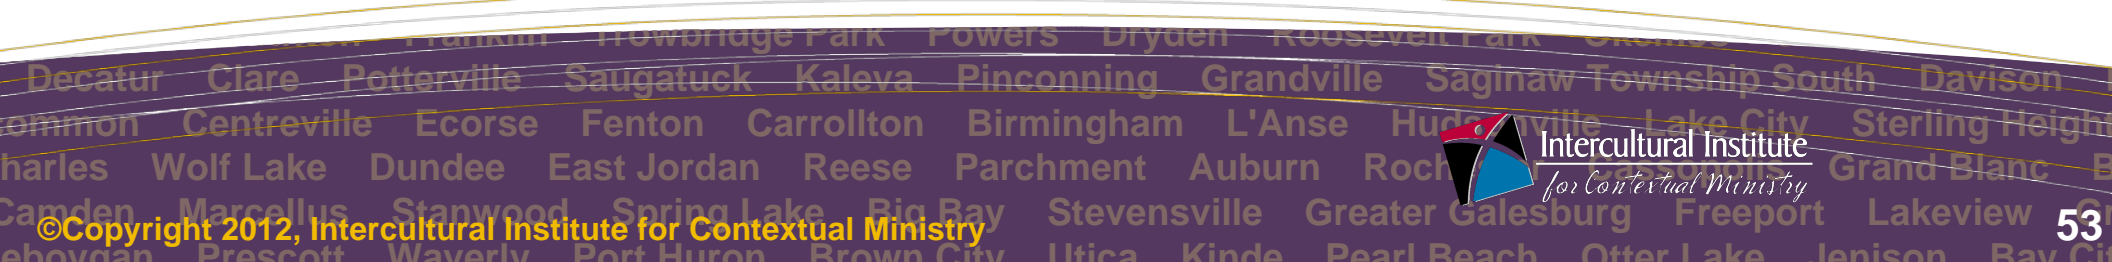 Franklin Trowbridge Park Powers Dryden Roosevelt Park Okemos
Decatur Clare Potterville Saugatuck Kaleva Pinconning Grandville Saginaw Township South Davison
Centreville Ecorse Fenton Carrollton Birmingham L'Anse Lake City Sterling
Intercultural Institute
Wolf Lake Dundee East Jordan Reese Parchment Auburn Cassopolis Grand Blanc
for Contextual Ministry
Camden Marcellus Stanwood Spring Lake Big Bay Stevensville Greater Galesburg Freeport Lakeview
©Copyright 2012, Intercultural Institute for Contextual Ministry
53
Prescott Waverly Port Huron Brown City Utica Kinde Pearl Beach Otter Lake Jenison Bay